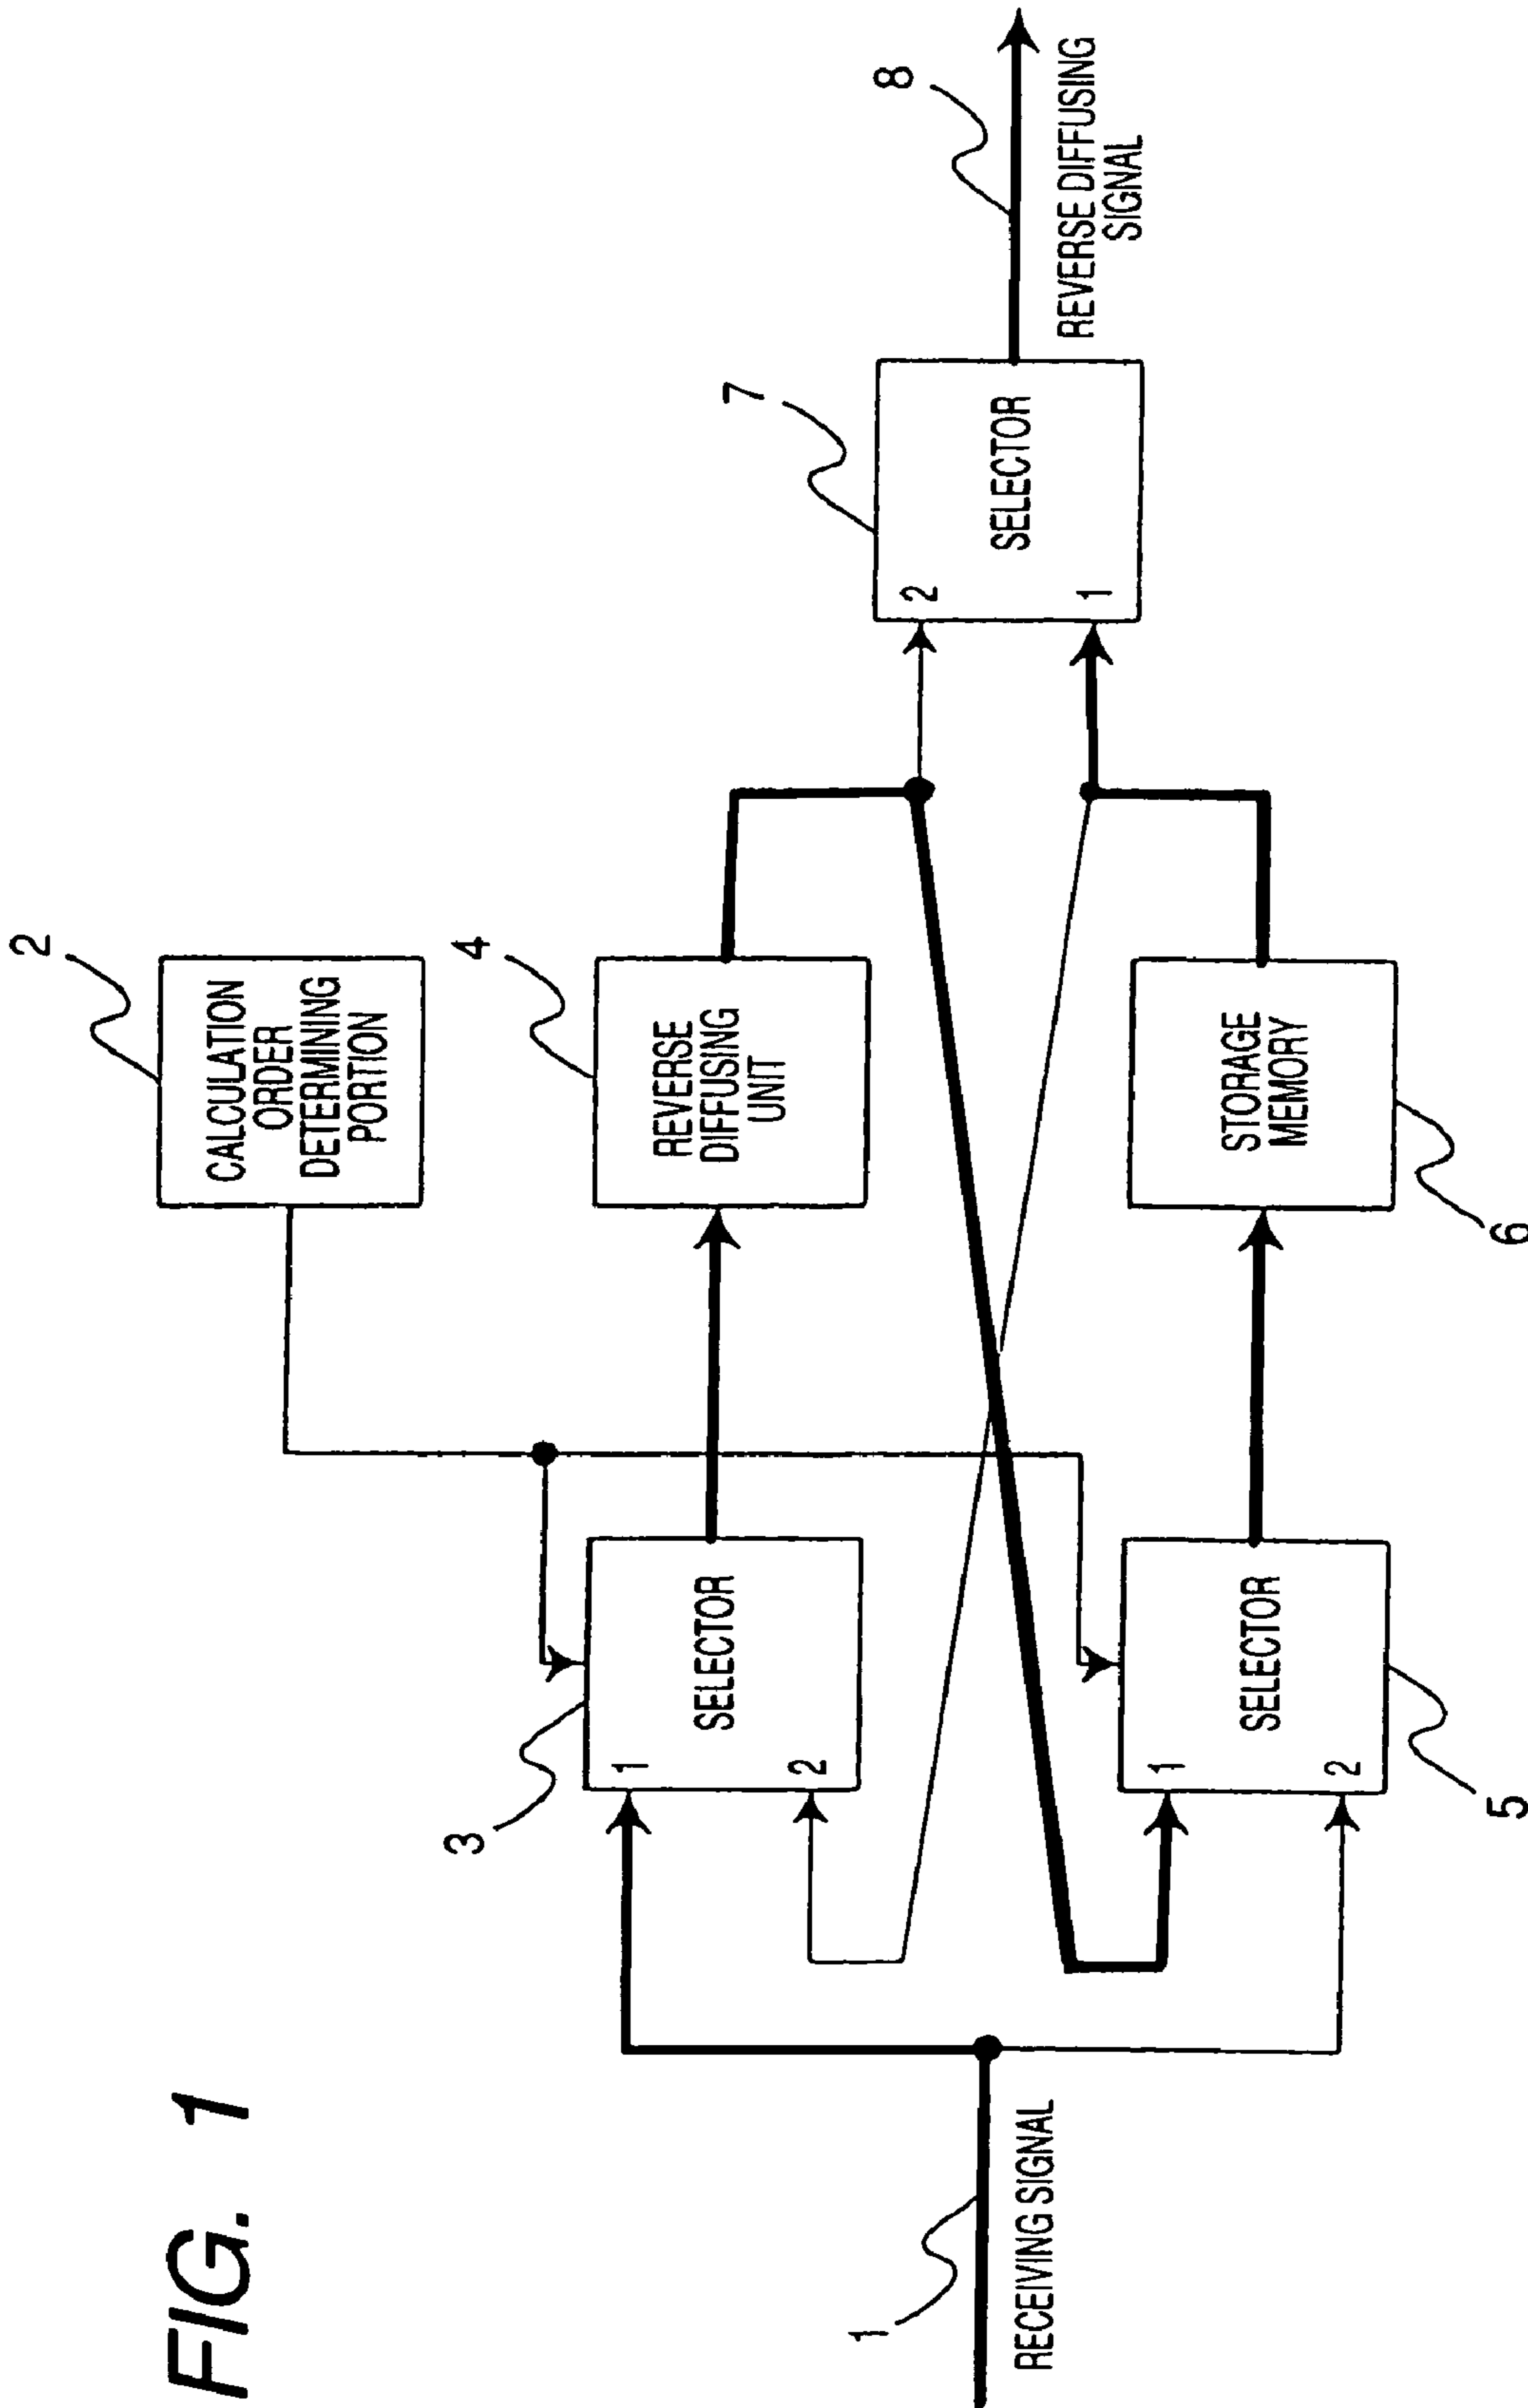 FIG. 1
2
CALCULATION
ORDER
DETERMINING
PORTION
3
1
SELECTOR
2
4
REVERSE
DIFFUSING
UNIT
7
2
SELECTOR
1
8
REVERSE DIFFUSING
SIGNAL
1
RECEIVING SIGNAL
1
SELECTOR
2
5
STORAGE
MEMORY
6